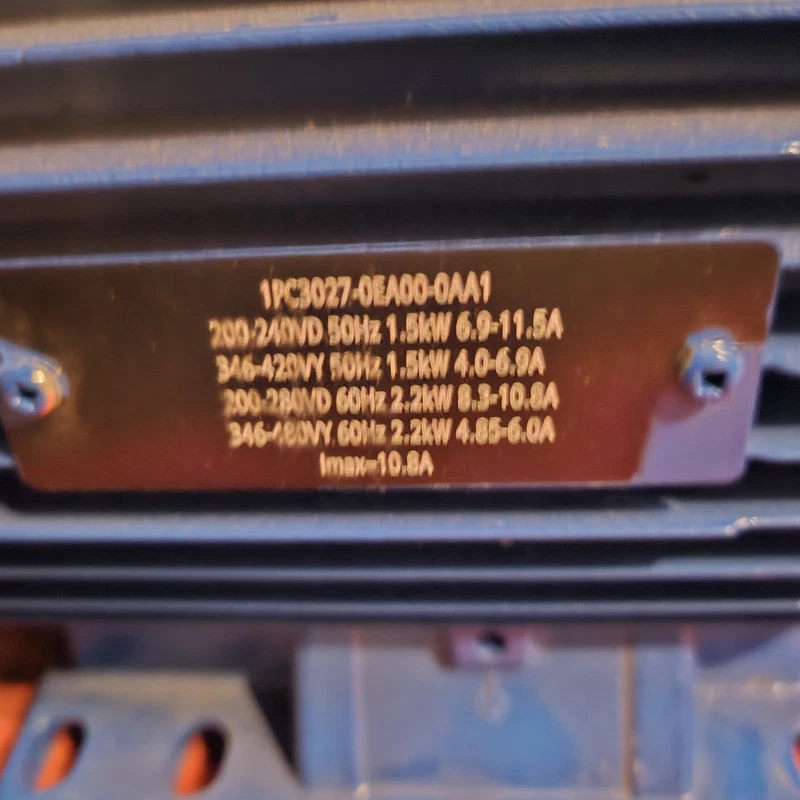 1PC3027-0EA00-0AA1
200-240VD 50Hz 1.5kW 6.9-11.5A
346-420VY 50Hz 1.5kW 4.0-6.9A
200-280VD 60Hz 2.2kW 8.3-10.8A
346-480VY 60Hz 2.2kW 4.85-6.0A
Imax=10.8A